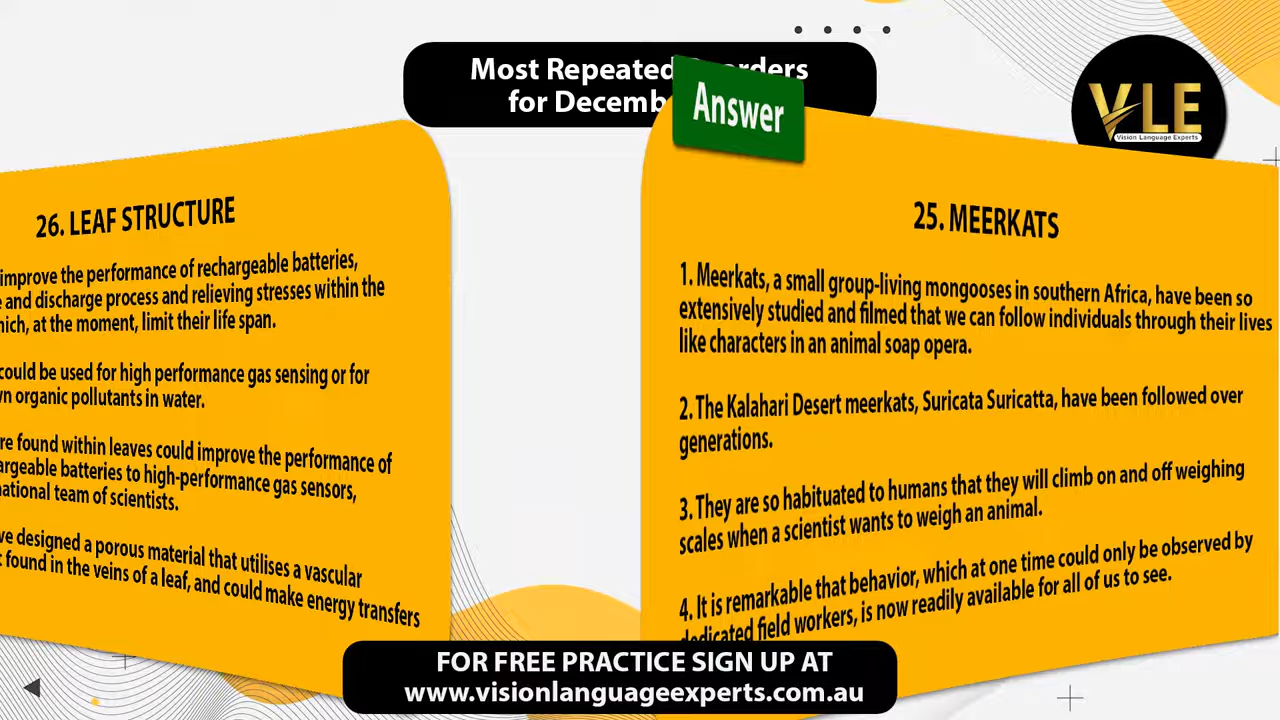 Most Repeated
for Decemb
Answer
VLE
Vision Language Experts
26. LEAF STRUCTURE
improve the performance of rechargeable batteries,
and discharge process and relieving stresses within the
at the moment, limit their life span.
could be used for high performance gas sensing or for
organic pollutants in water.
found within leaves could improve the performance of
batteries to high-performance gas sensors,
team of scientists.
designed a porous material that utilises a vascular
found in the veins of a leaf, and could make energy transfers
25. MEERKATS
1. Meerkats, a small group-living mongooses in southern Africa, have been so
extensively studied and filmed that we can follow individuals through their lives
like characters in an animal soap opera.
2. The Kalahari Desert meerkats, Suricata Suricatta, have been followed over
generations.
3. They are so habituated to humans that they will climb on and off weighing
scales when a scientist wants to weigh an animal.
4. It is remarkable that behavior, which at one time could only be observed by
dedicated field workers, is now readily available for all of us to see.
FOR FREE PRACTICE SIGN UP AT
www.visionlanguageexperts.com.au